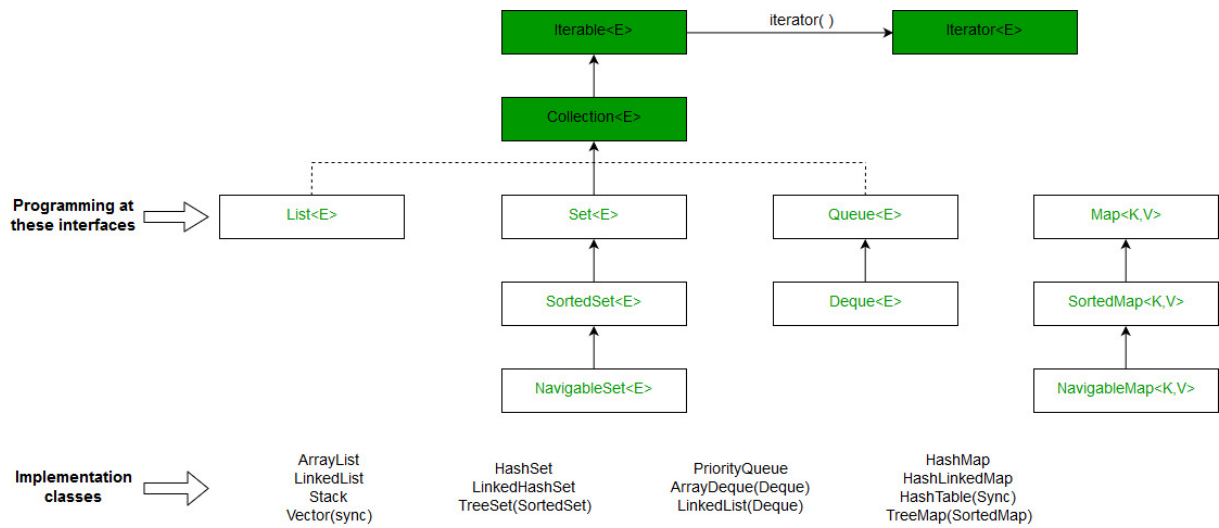 Iterable<E>
iterator( )
Iterator<E>
Collection<E>
Programming at
these interfaces
List<E>
Set<E>
Queue<E>
Map<K,V>
SortedSet<E>
Deque<E>
SortedMap<K,V>
NavigableSet<E>
NavigableMap<K,V>
Implementation
classes
ArrayList
LinkedList
Stack
Vector(sync)
HashSet
LinkedHashSet
TreeSet(SortedSet)
PriorityQueue
ArrayDeque(Deque)
LinkedList(Deque)
HashMap
HashLinkedMap
HashTable(Sync)
TreeMap(SortedMap)